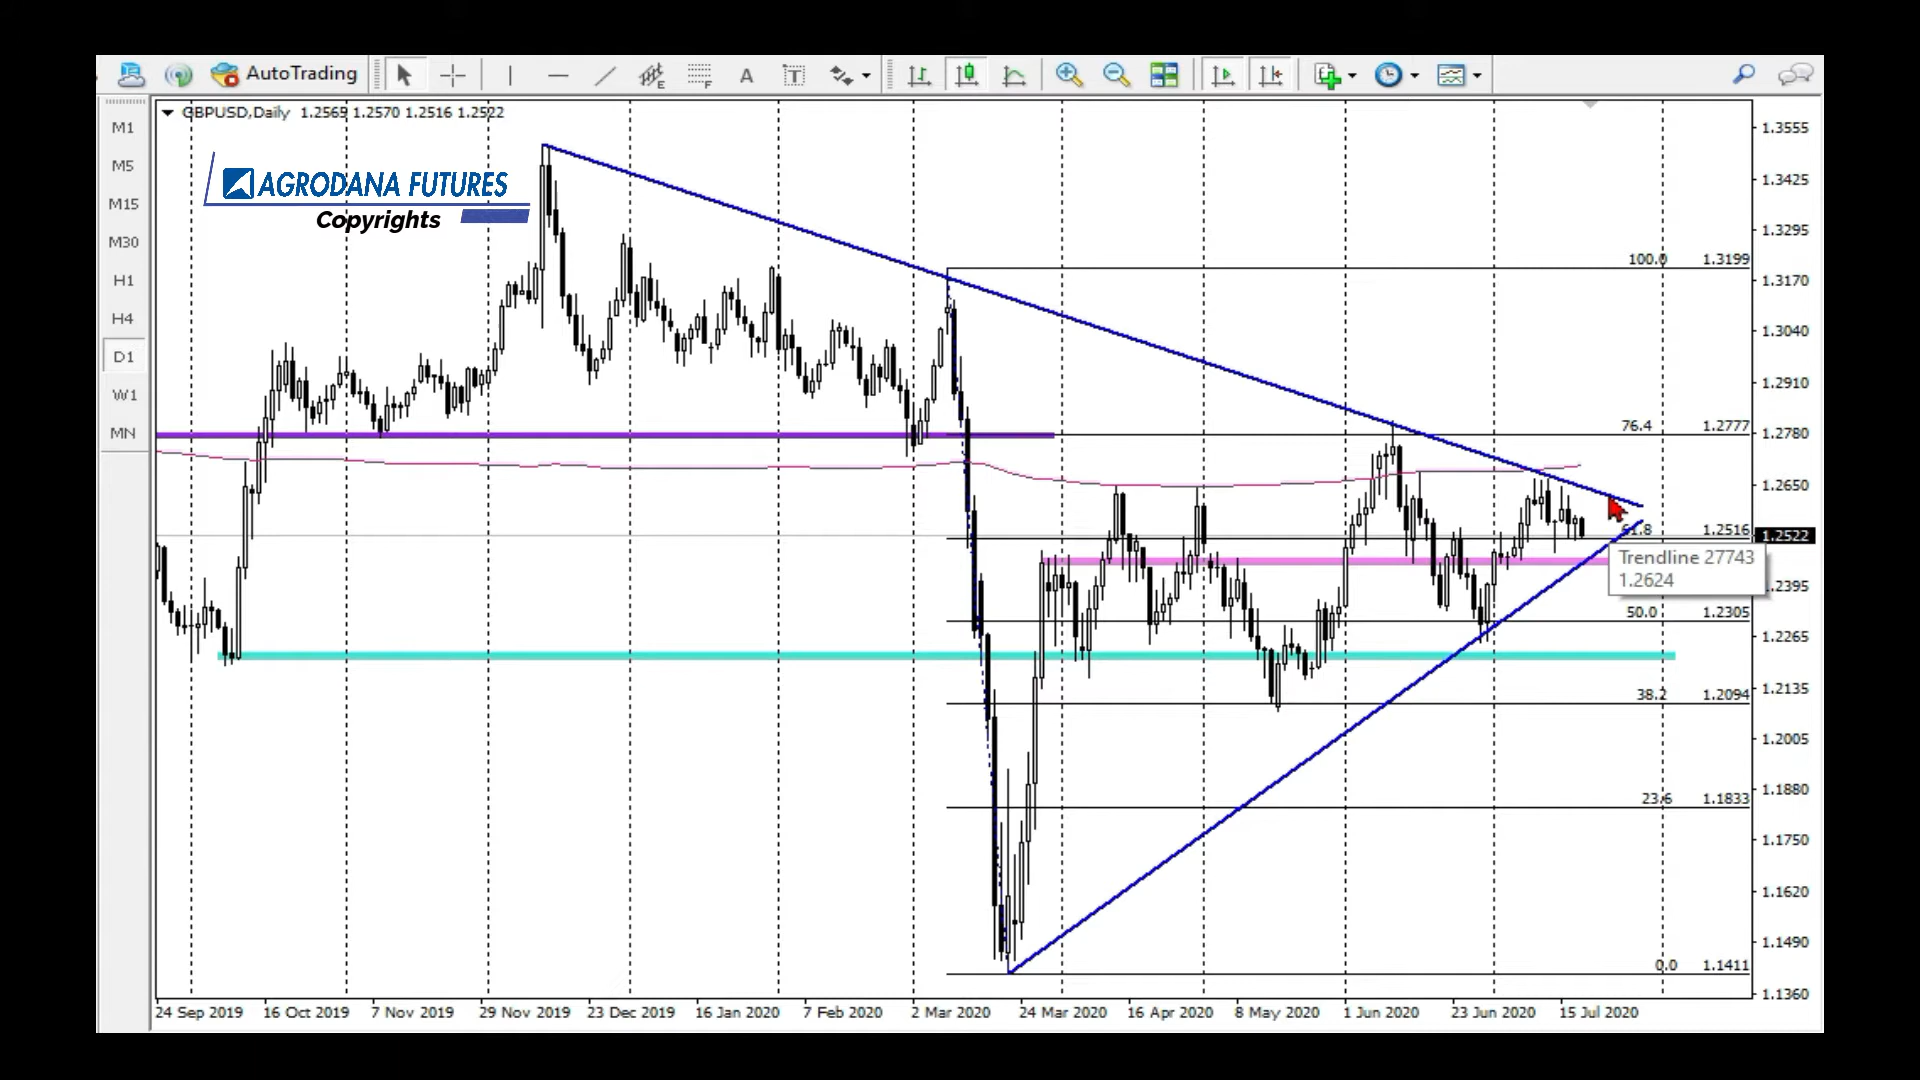 AutoTrading
E
F
A
T
M1
M5
M15
M30
H1
H4
D1
W1
MN
GBPUSD,Daily 1.2569 1.2570 1.2516 1.2522
AGRODANA FUTURES
Copyrights
100.0 1.3199
76.4 1.2777
61.8 1.2516
50.0 1.2305
38.2 1.2094
23.6 1.1833
0.0 1.1411
Trendline 27743
1.2624
1.3555
1.3425
1.3295
1.3170
1.3040
1.2910
1.2780
1.2650
1.2522
1.2395
1.2265
1.2135
1.2005
1.1880
1.1750
1.1620
1.1490
1.1360
24 Sep 2019 16 Oct 2019 7 Nov 2019 29 Nov 2019 23 Dec 2019 16 Jan 2020 7 Feb 2020 2 Mar 2020 24 Mar 2020 16 Apr 2020 8 May 2020 1 Jun 2020 23 Jun 2020 15 Jul 2020